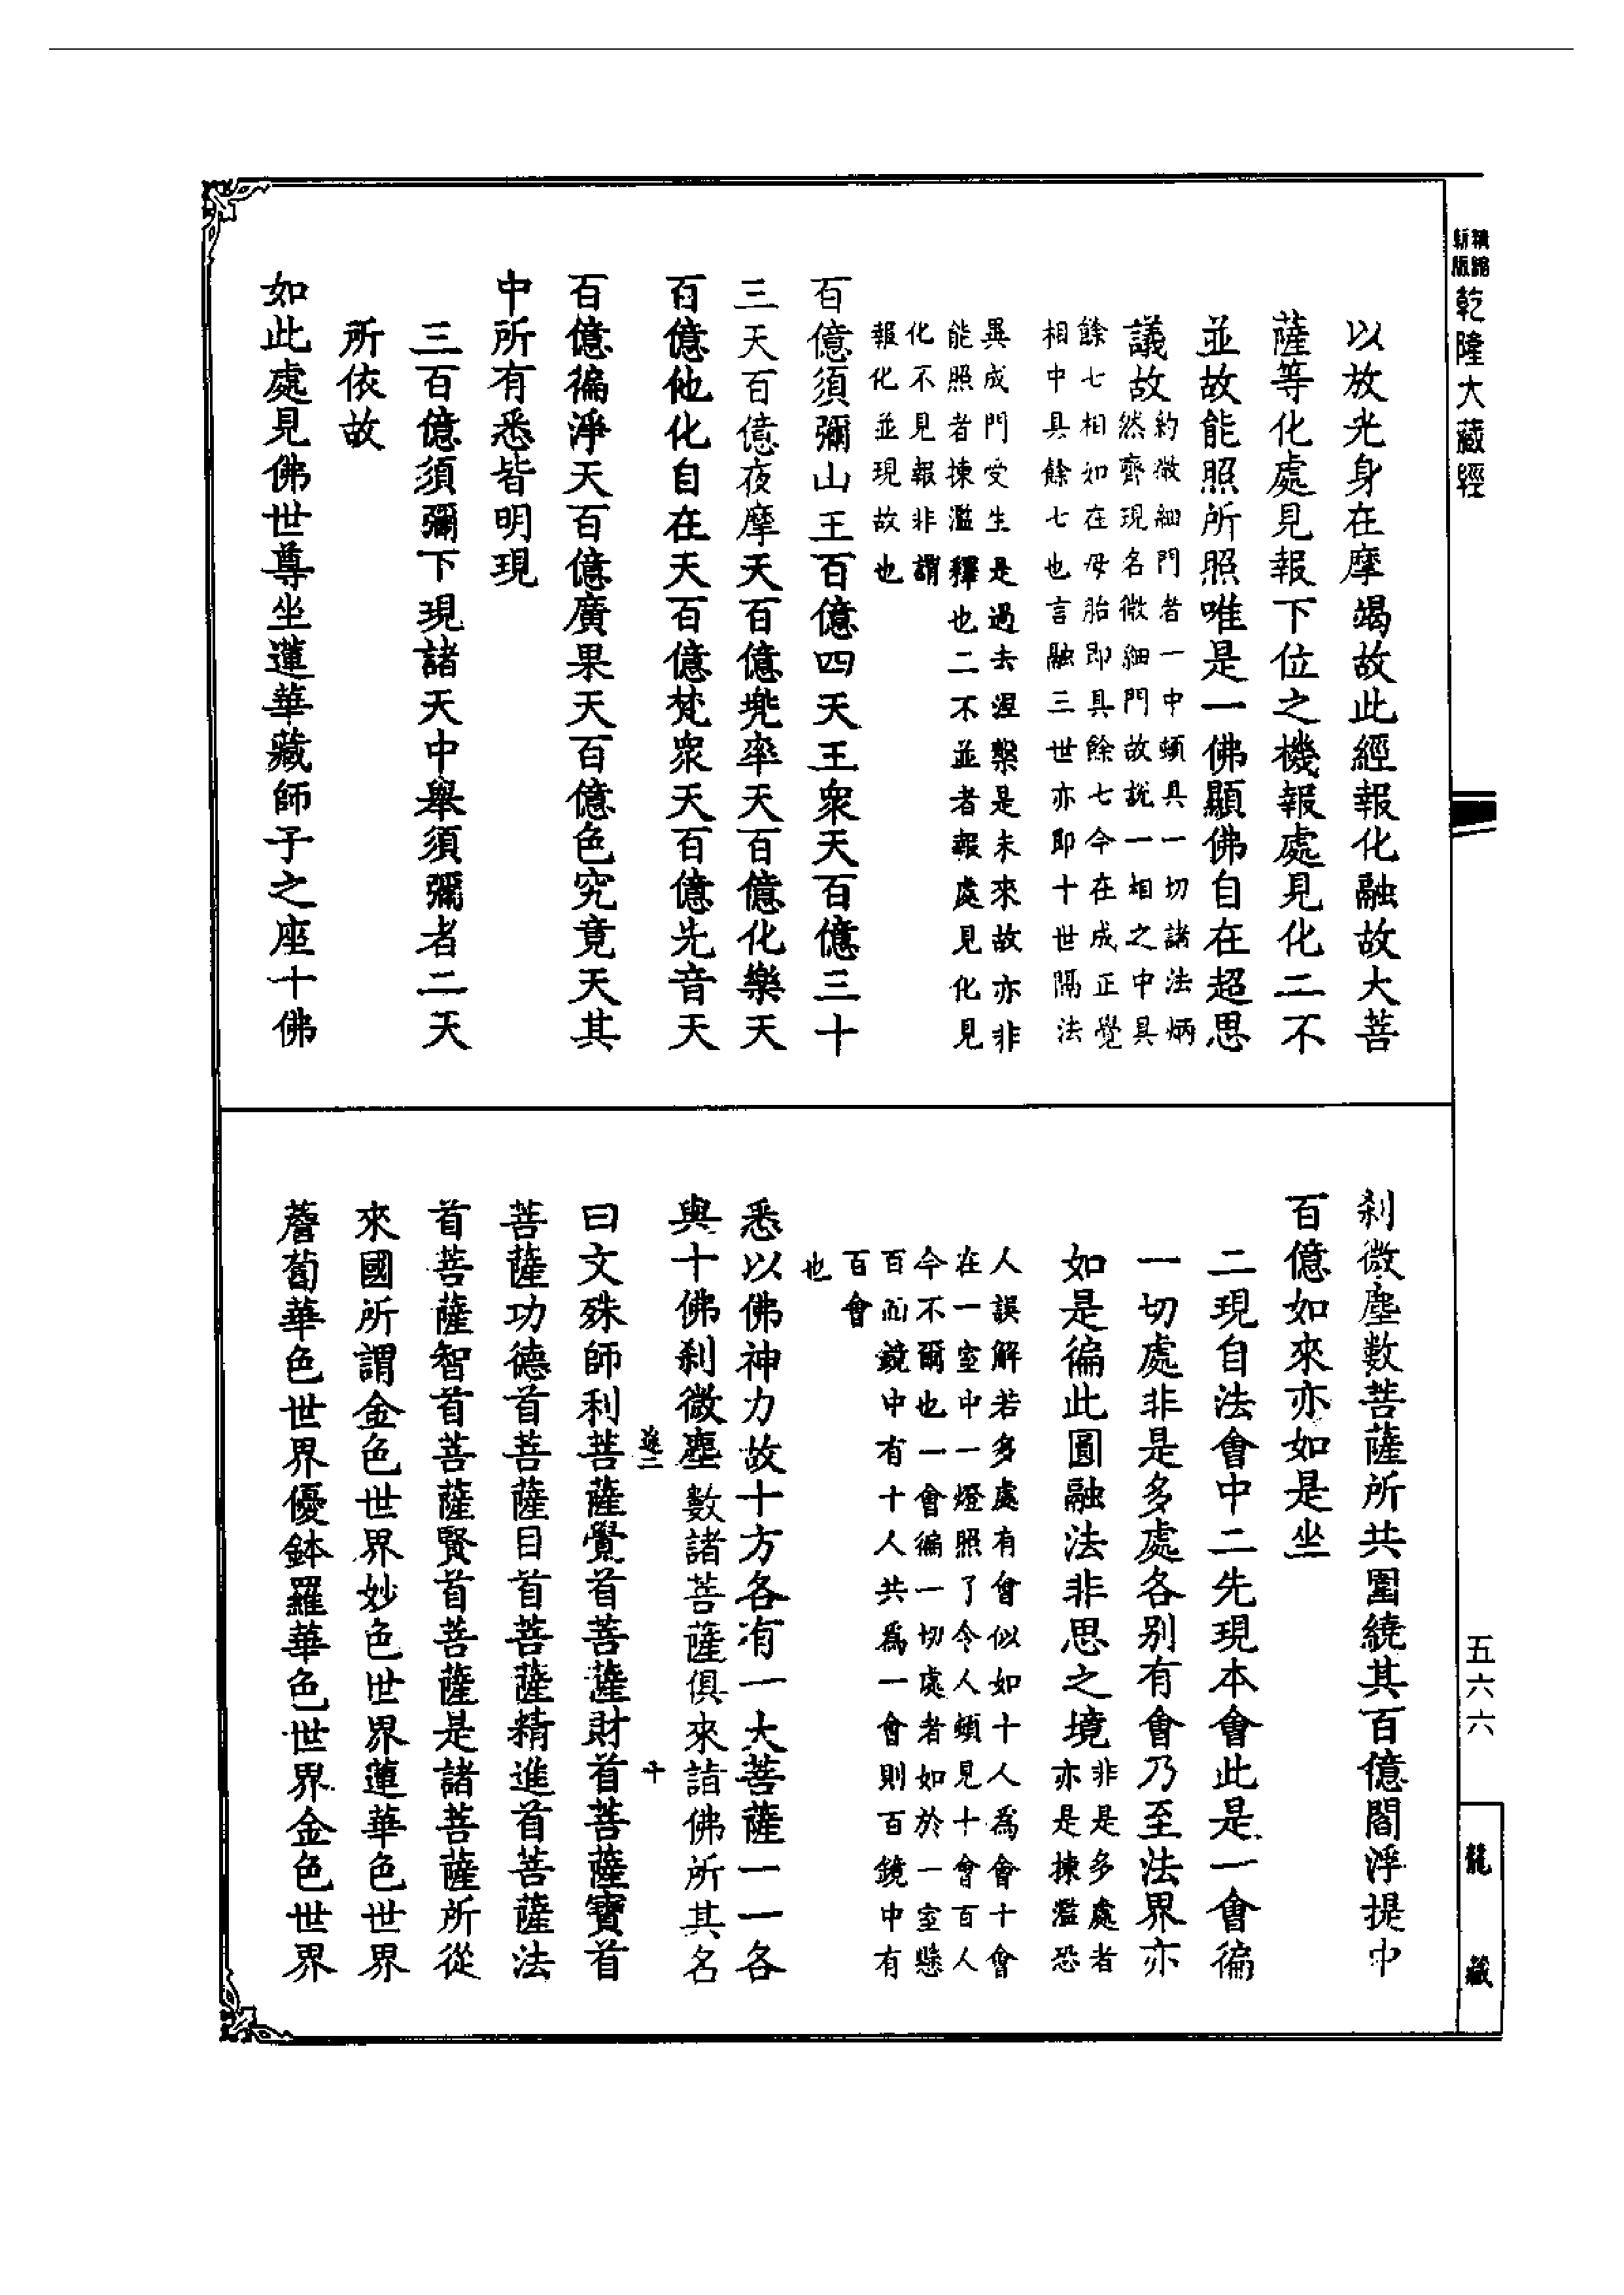 新版
精縮
乾隆大藏經
以放光身在摩竭故此經報化融故大菩
薩等化處見報下位之機報處見化二不
並故能照所照唯是一佛顯佛自在超思
議故
約微細門者一中頓具一切諸法炳
然齊現名微細門故說一相之中具
餘七相如在母胎即具餘七今在成正覺
相中具餘七也言融三世亦即十世隔法
異成門受生是過去涅槃是未來故亦非
能照者揀濫釋也二不並者報處見化見
化不見報非謂
報化並現故也
百億須彌山王百億四天王衆天百億三十
三天百億夜摩天百億兜率天百億化樂天
百億他化自在天百億梵衆天百億光音天
百億徧淨天百億廣果天百億色究竟天其
中所有悉皆明現
三百億須彌下現諸天中舉須彌者二天
所依故
如此處見佛世尊坐蓮華藏師子之座十佛
刹微塵數菩薩所共圍繞其百億閻浮提中
百億如來亦如是坐
二現自法會中二先現本會此是一會徧
一切處非是多處各別有會乃至法界亦
如是徧此圓融法非思之境
非是多處者
亦是揀濫恐
人誤解若多處有會似如十人爲會十會
在一室中一燈照了令人頓見十會百人
今不爾也一會徧一切處者如於一室懸
百面鏡中有十人共爲一會則百鏡中有
百會
也
悉以佛神力故十方各有一大菩薩一一各
與十佛刹微塵數諸菩薩俱來詣佛所其名
曰文殊師利菩薩覺首菩薩財首菩薩寶首
菩薩功德首菩薩目首菩薩精進首菩薩法
首菩薩智首菩薩賢首菩薩是諸菩薩所從
來國所謂金色世界妙色世界蓮華色世界
薝蔔華色世界優鉢羅華色世界金色世界
五六六
龍藏